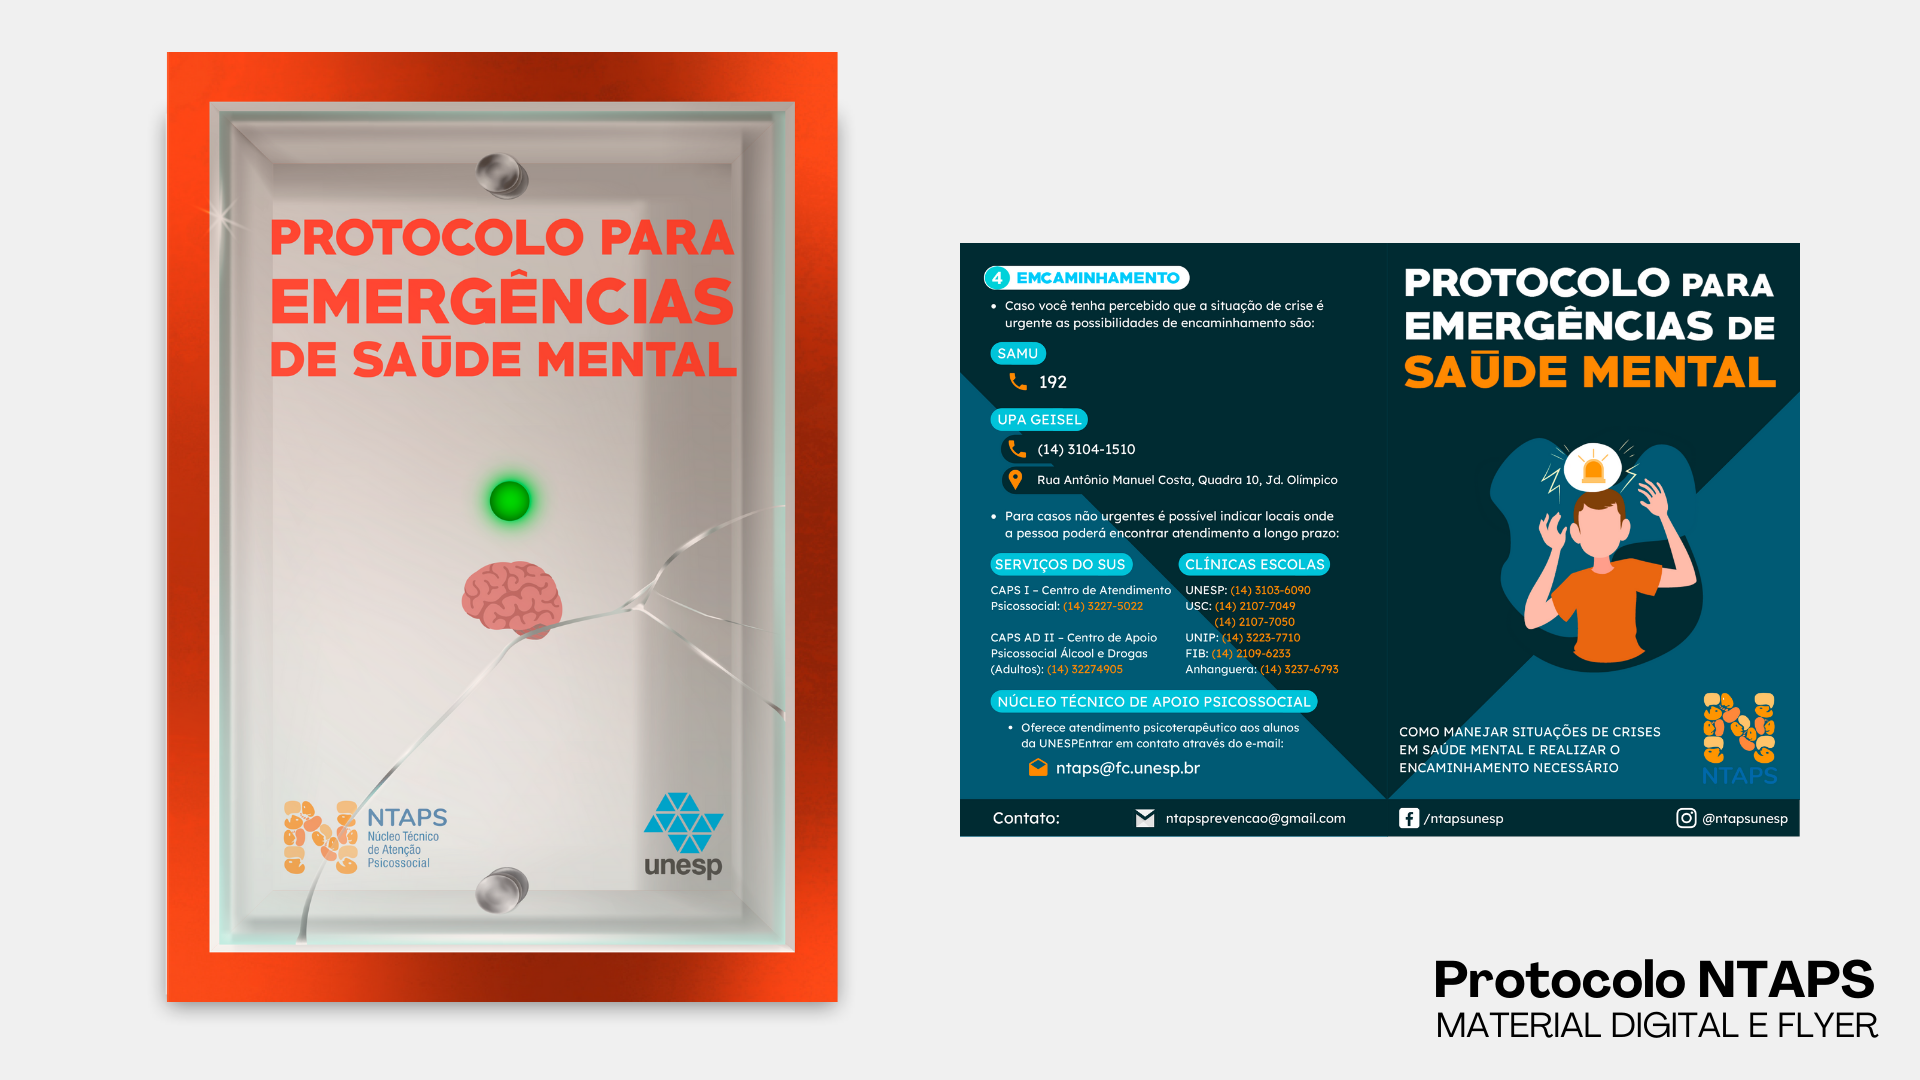 PROTOCOLO PARA
EMERGÊNCIAS
DE SAŪDE MENTAL
NTAPS
Núcleo Técnico
de Atenção
Psicossocial
unesp
4 EMCAMINHAMENTO
• Caso você tenha percebido que a situação de crise é
urgente as possibilidades de encaminhamento são:
SAMU
192
UPA GEISEL
(14) 3104-1510
Rua Antônio Manuel Costa, Quadra 10, Jd. Olímpico
• Para casos não urgentes é possível indicar locais onde
a pessoa poderá encontrar atendimento a longo prazo:
SERVIÇOS DO SUS
CAPS I – Centro de Atendimento
Psicossocial: (14) 3227-5022
CAPS AD II – Centro de Apoio
Psicossocial Álcool e Drogas
(Adultos): (14) 32274905
CLÍNICAS ESCOLAS
UNESP: (14) 3103-6090
USC: (14) 2107-7049
(14) 2107-7050
UNIP: (14) 3223-7710
FIB: (14) 2109-6233
Anhanguera: (14) 3237-6793
NÚCLEO TÉCNICO DE APOIO PSICOSSOCIAL
• Oferece atendimento psicoterapêutico aos alunos
da UNESPEntrar em contato através do e-mail:
ntaps@fc.unesp.br
PROTOCOLO PARA
EMERGÊNCIAS DE
SAŪDE MENTAL
COMO MANEJAR SITUAÇÕES DE CRISES
EM SAÚDE MENTAL E REALIZAR O
ENCAMINHAMENTO NECESSÁRIO
NTAPS
Contato:
ntapsprevencao@gmail.com
/ntapsunesp
@ntapsunesp
Protocolo NTAPS
MATERIAL DIGITAL E FLYER